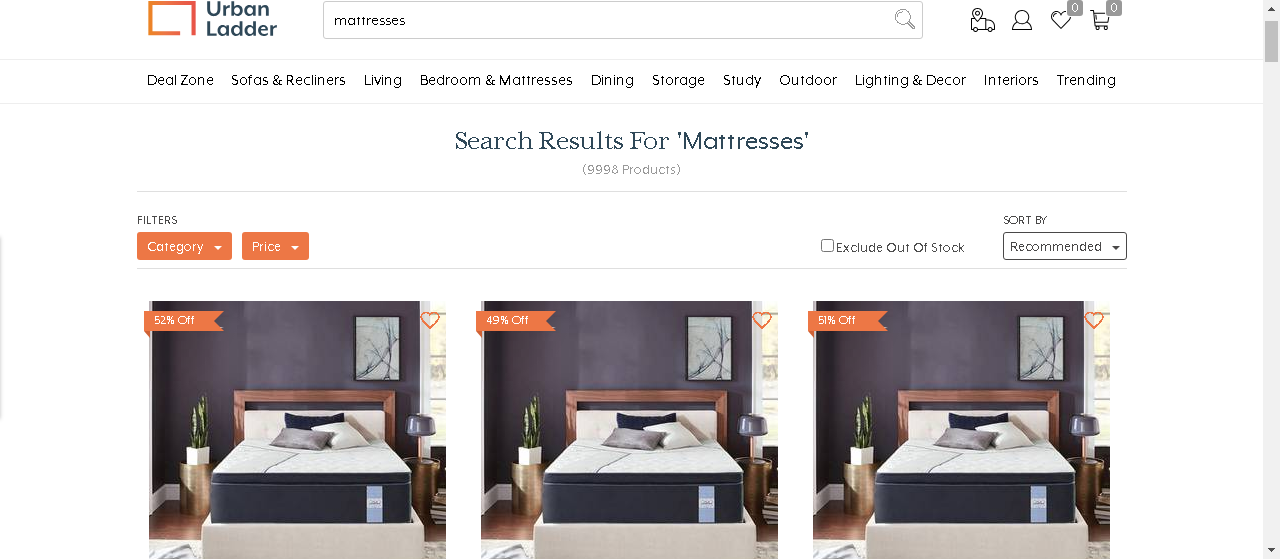 Urban
Ladder
mattresses
0
0
Deal Zone Sofas & Recliners Living Bedroom & Mattresses Dining Storage Study Outdoor Lighting & Decor Interiors Trending
Search Results For 'Mattresses'
(9998 Products)
FILTERS
SORT BY
Category
Price
Exclude Out Of Stock
Recommended
52% Off
49% Off
51% Off